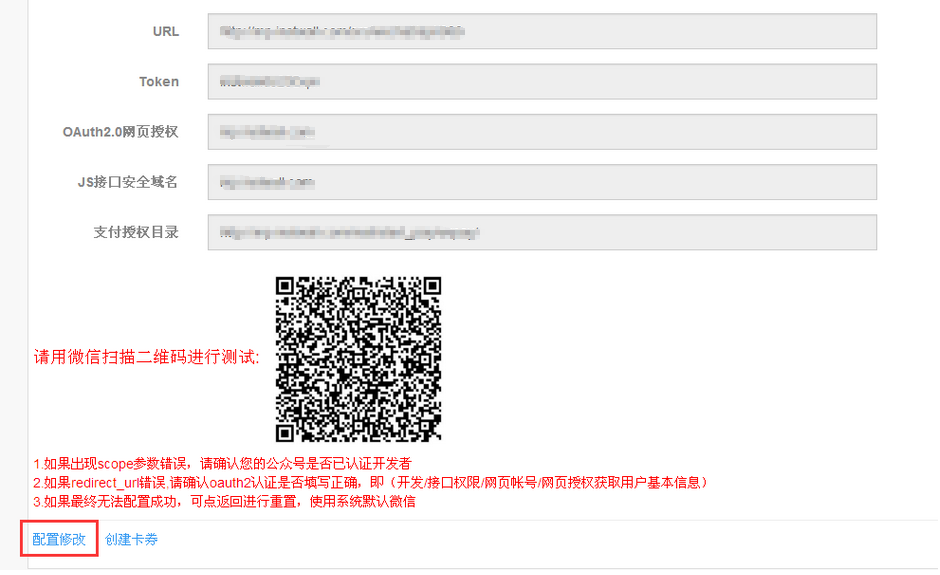 URL
Token
OAuth2.0网页授权
JS接口安全域名
支付授权目录
请用微信扫描二维码进行测试:
1.如果出现scope参数错误，请确认您的公众号是否已认证开发者
2.如果redirect_url错误,请确认oauth2认证是否填写正确，即（开发/接口权限/网页帐号/网页授权获取用户基本信息）
3.如果最终无法配置成功，可点返回进行重置，使用系统默认微信
配置修改 创建卡券